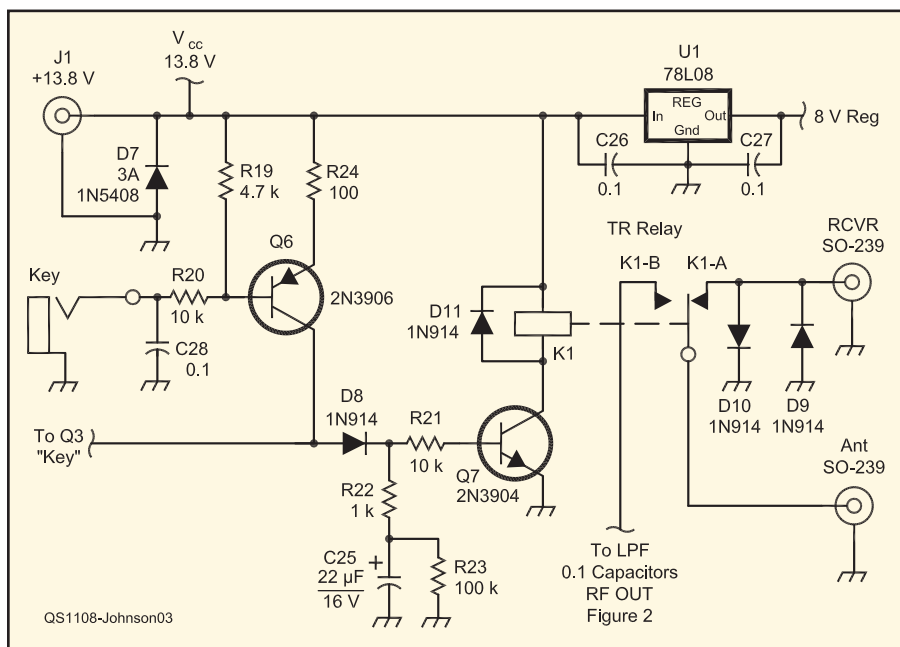 J1
+13.8 V
V cc
13.8 V
U1
78L08
REG
In
Out
Gnd
8 V Reg
C26
0.1
C27
0.1
D7
3A
1N5408
R19
4.7 k
R24
100
Q6
2N3906
Key
R20
10 k
C28
0.1
TR Relay
K1-B
K1-A
RCVR
SO-239
D11
1N914
K1
D10
1N914
D9
1N914
To Q3
"Key"
D8
1N914
R21
10 k
Q7
2N3904
Ant
SO-239
R22
1 k
C25
+
22 µF
16 V
R23
100 k
To LPF
0.1 Capacitors
RF OUT
Figure 2
QS1108-Johnson03